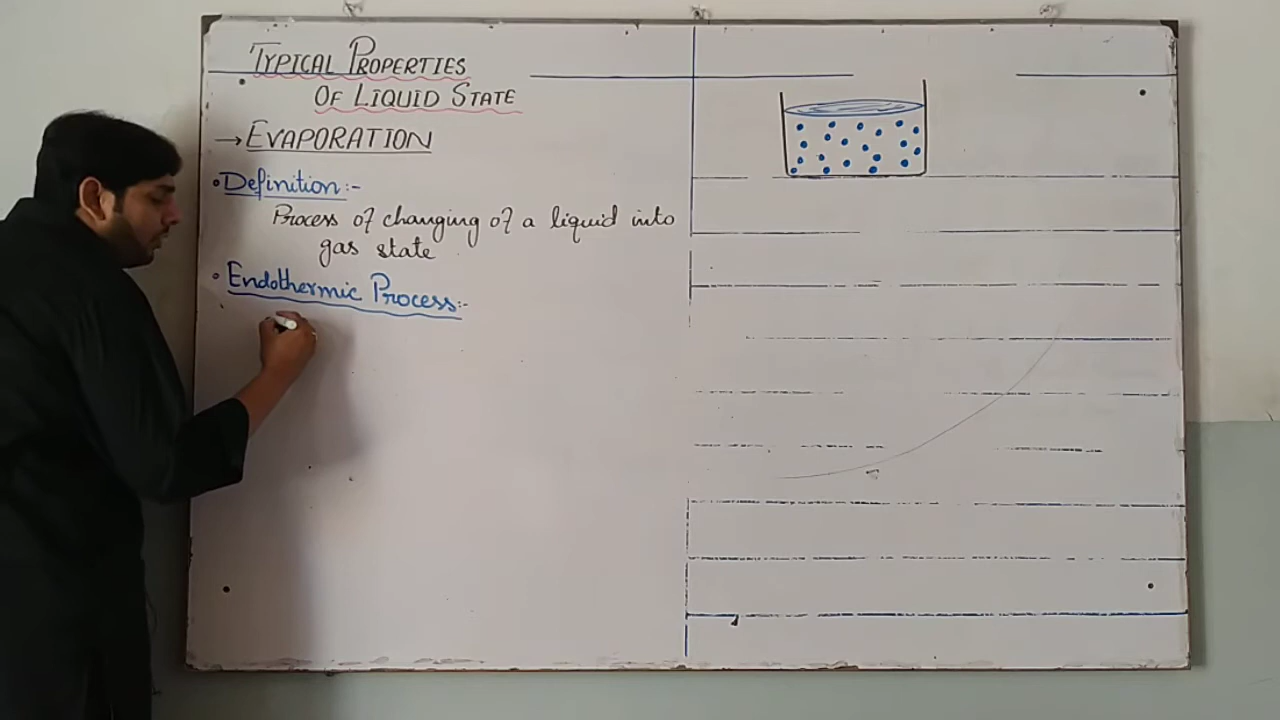 TYPICAL PROPERTIES
OF LIQUID STATE
→ EVAPORATION
• Definition:-
Process of changing of a liquid into
gas state
• Endothermic Process:-